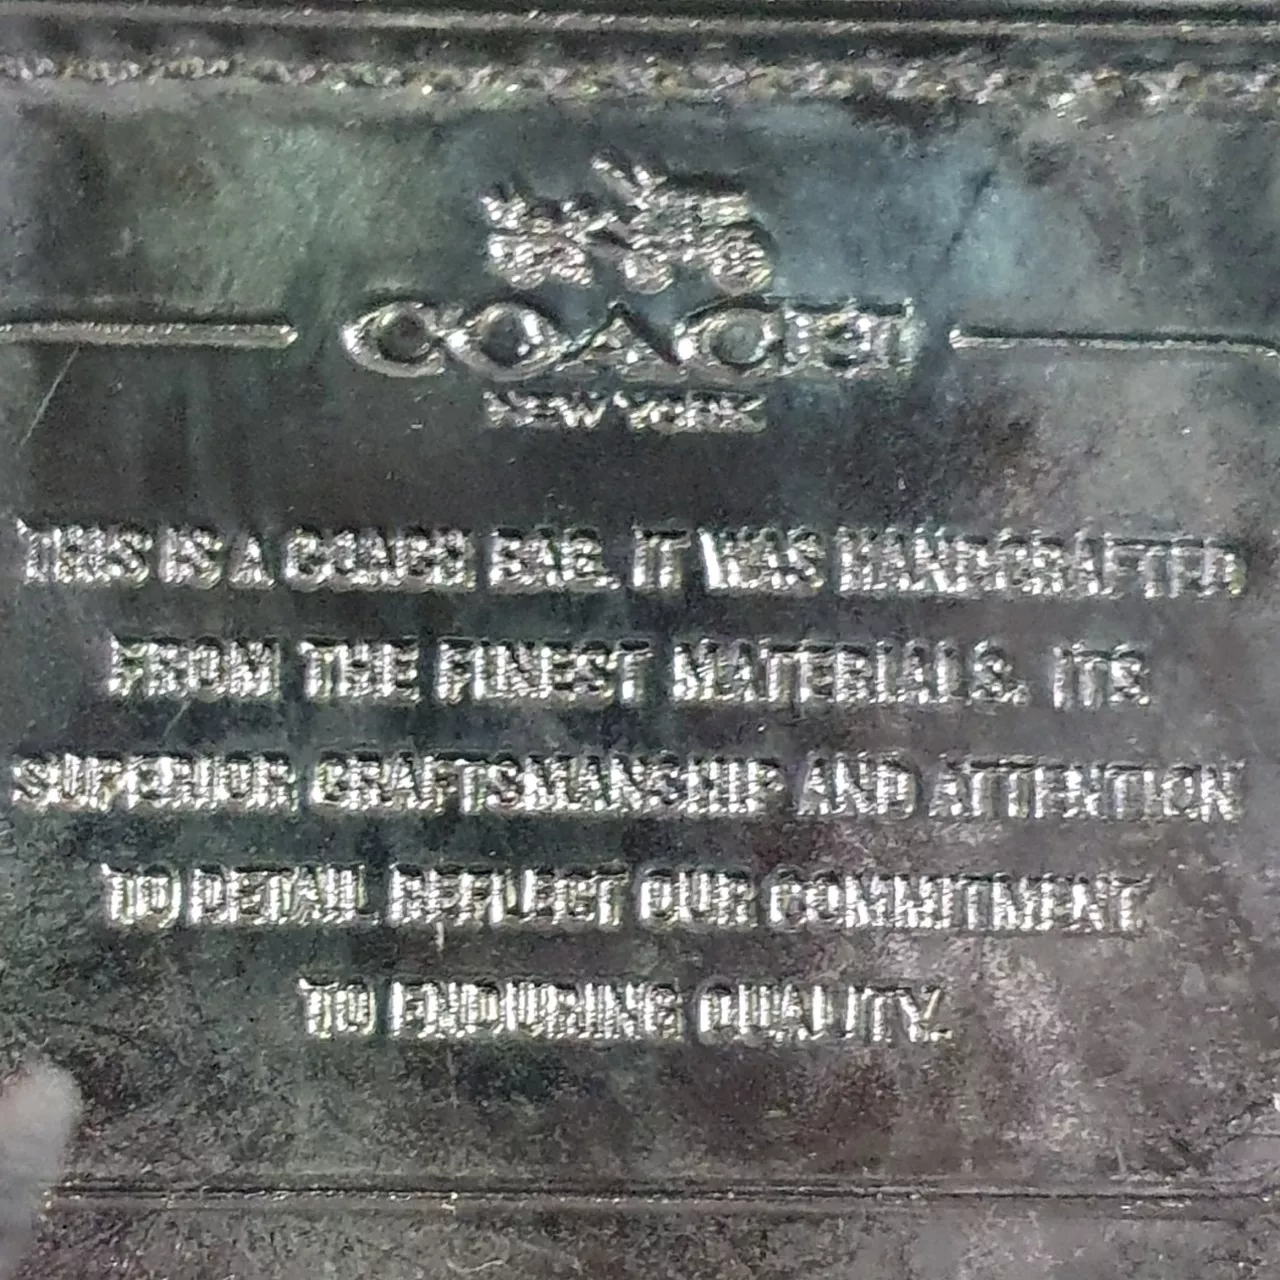 COACH
NEW YORK
THIS IS A COACH BAG. IT WAS HANDCRAFTED
FROM THE FINEST MATERIALS. ITS
SUPERIOR CRAFTSMANSHIP AND ATTENTION
TO DETAIL REFLECT OUR COMMITMENT
TO ENDURING QUALITY.